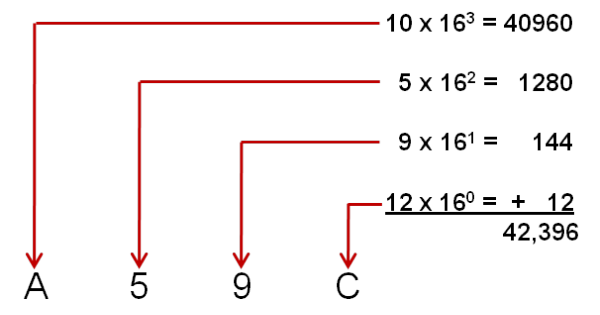 10 x 16³ = 40960
5 x 16² = 1280
9 x 16¹ = 144
12 x 16⁰ = + 12
42,396
A 5 9 C